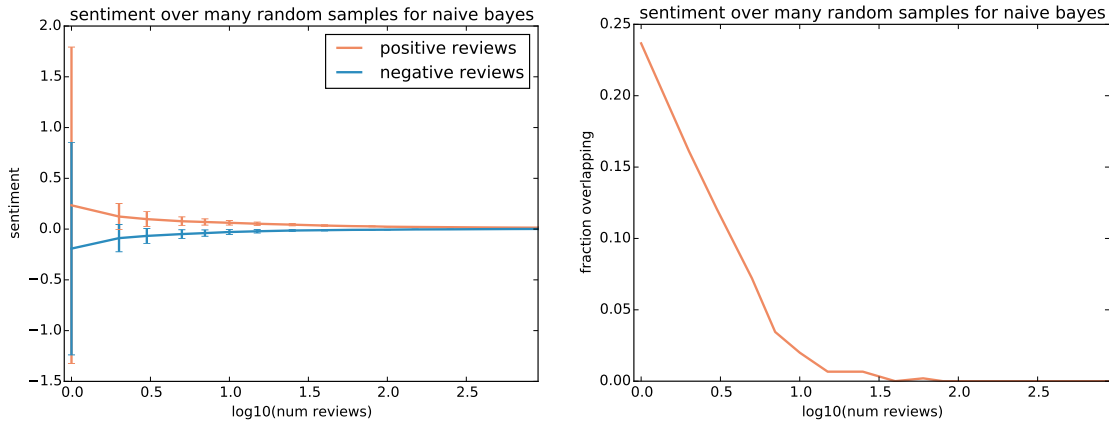 sentiment over many random samples for naive bayes
2.0
1.5
1.0
0.5
0.0
−0.5
−1.0
−1.5
sentiment
positive reviews
negative reviews
0.0 0.5 1.0 1.5 2.0 2.5
log10(num reviews)
sentiment over many random samples for naive bayes
0.25
0.20
0.15
0.10
0.05
0.00
fraction overlapping
0.0 0.5 1.0 1.5 2.0 2.5
log10(num reviews)